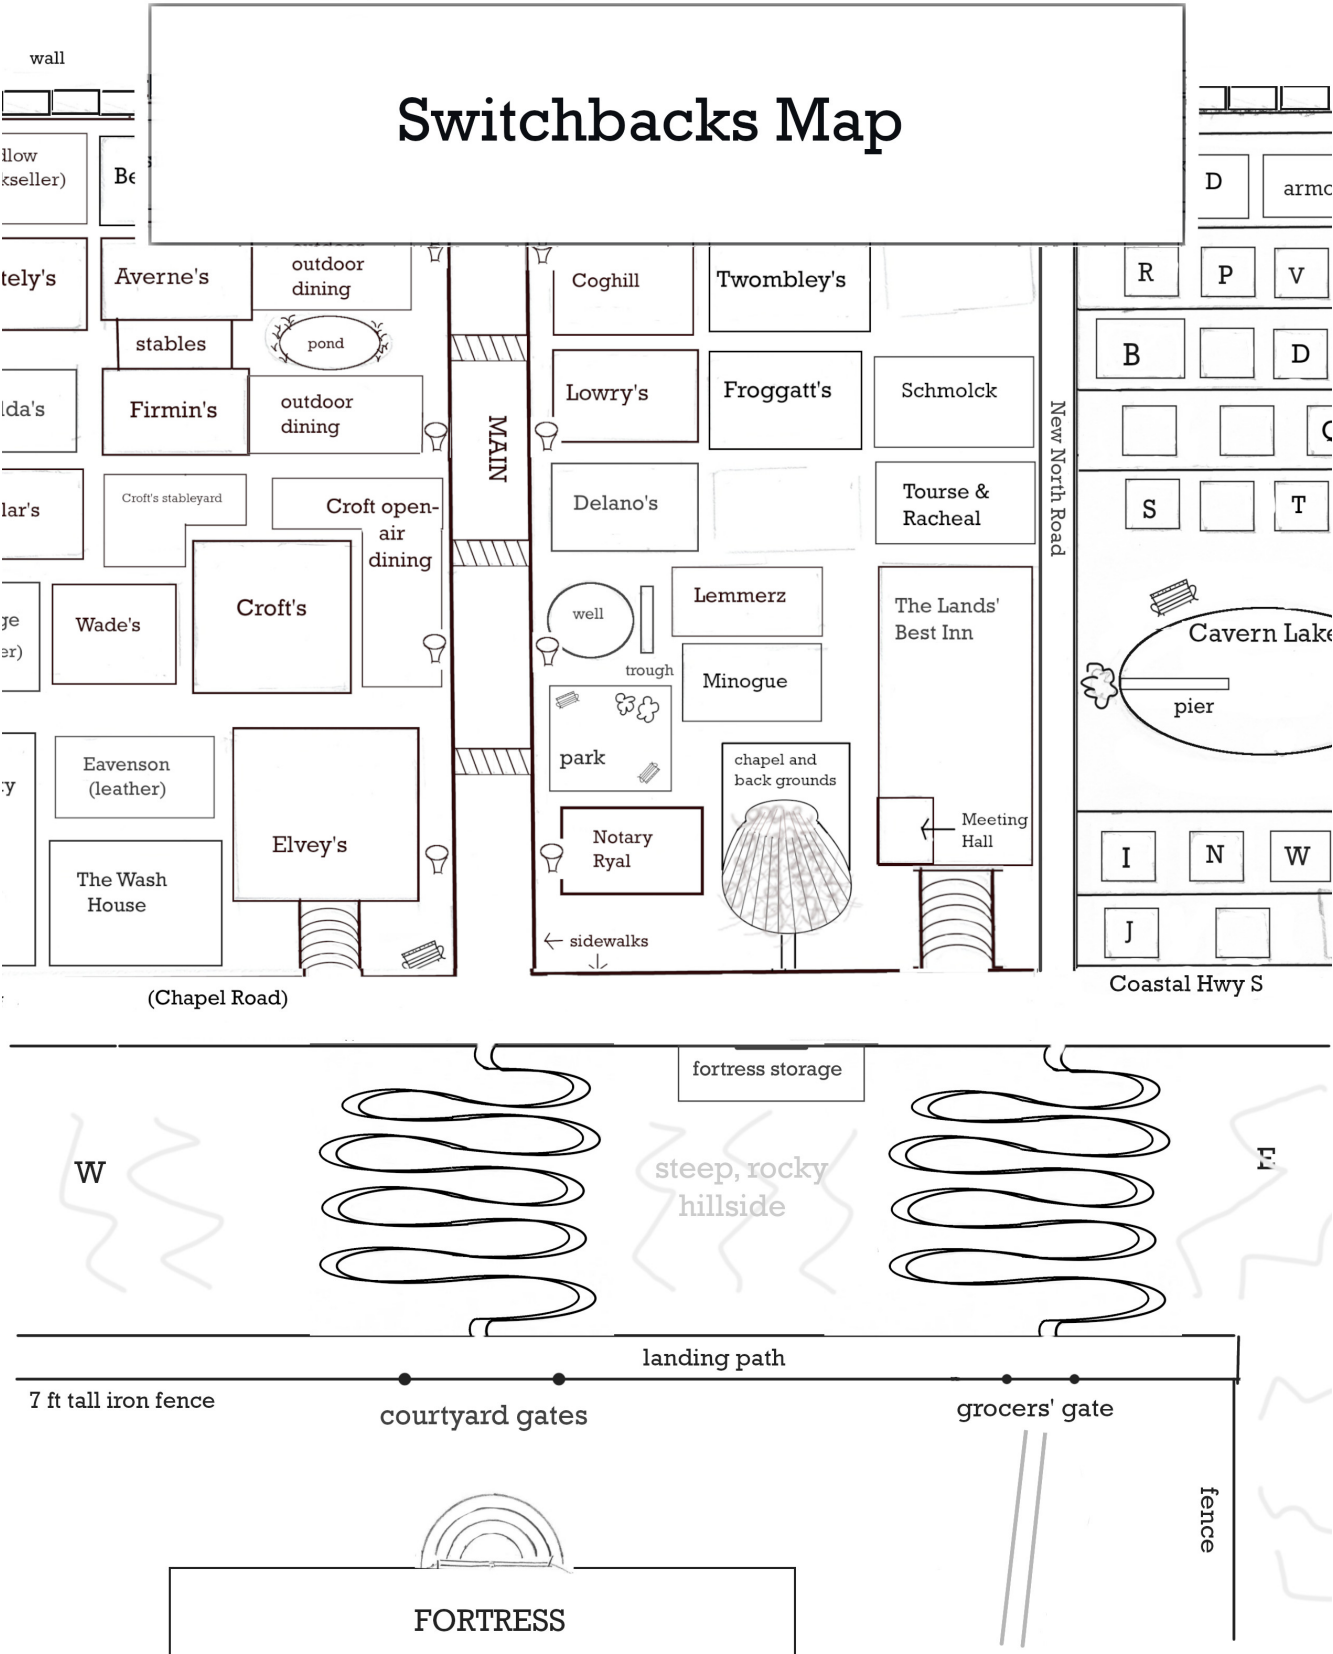 wall
Switchbacks Map
dlow
kseller)
Be
D
armo
tely's
Averne's
outdoor
dining
Coghill
Twombley's
R
P
V
stables
pond
B
D
lda's
Firmin's
outdoor
dining
MAIN
Lowry's
Froggatt's
Schmolck
New North Road
lar's
Croft's stableyard
Croft open-
air
dining
Delano's
Tourse &
Racheal
S
T
ge
er)
Wade's
Croft's
well
trough
Lemmerz
Minogue
The Lands'
Best Inn
Cavern Lake
pier
y
Eavenson
(leather)
Elvey's
park
chapel and
back grounds
Meeting
Hall
The Wash
House
Notary
Ryal
I
N
W
sidewalks
J
(Chapel Road)
Coastal Hwy S
fortress storage
W
steep, rocky
hillside
E
landing path
7 ft tall iron fence
courtyard gates
grocers' gate
fence
FORTRESS